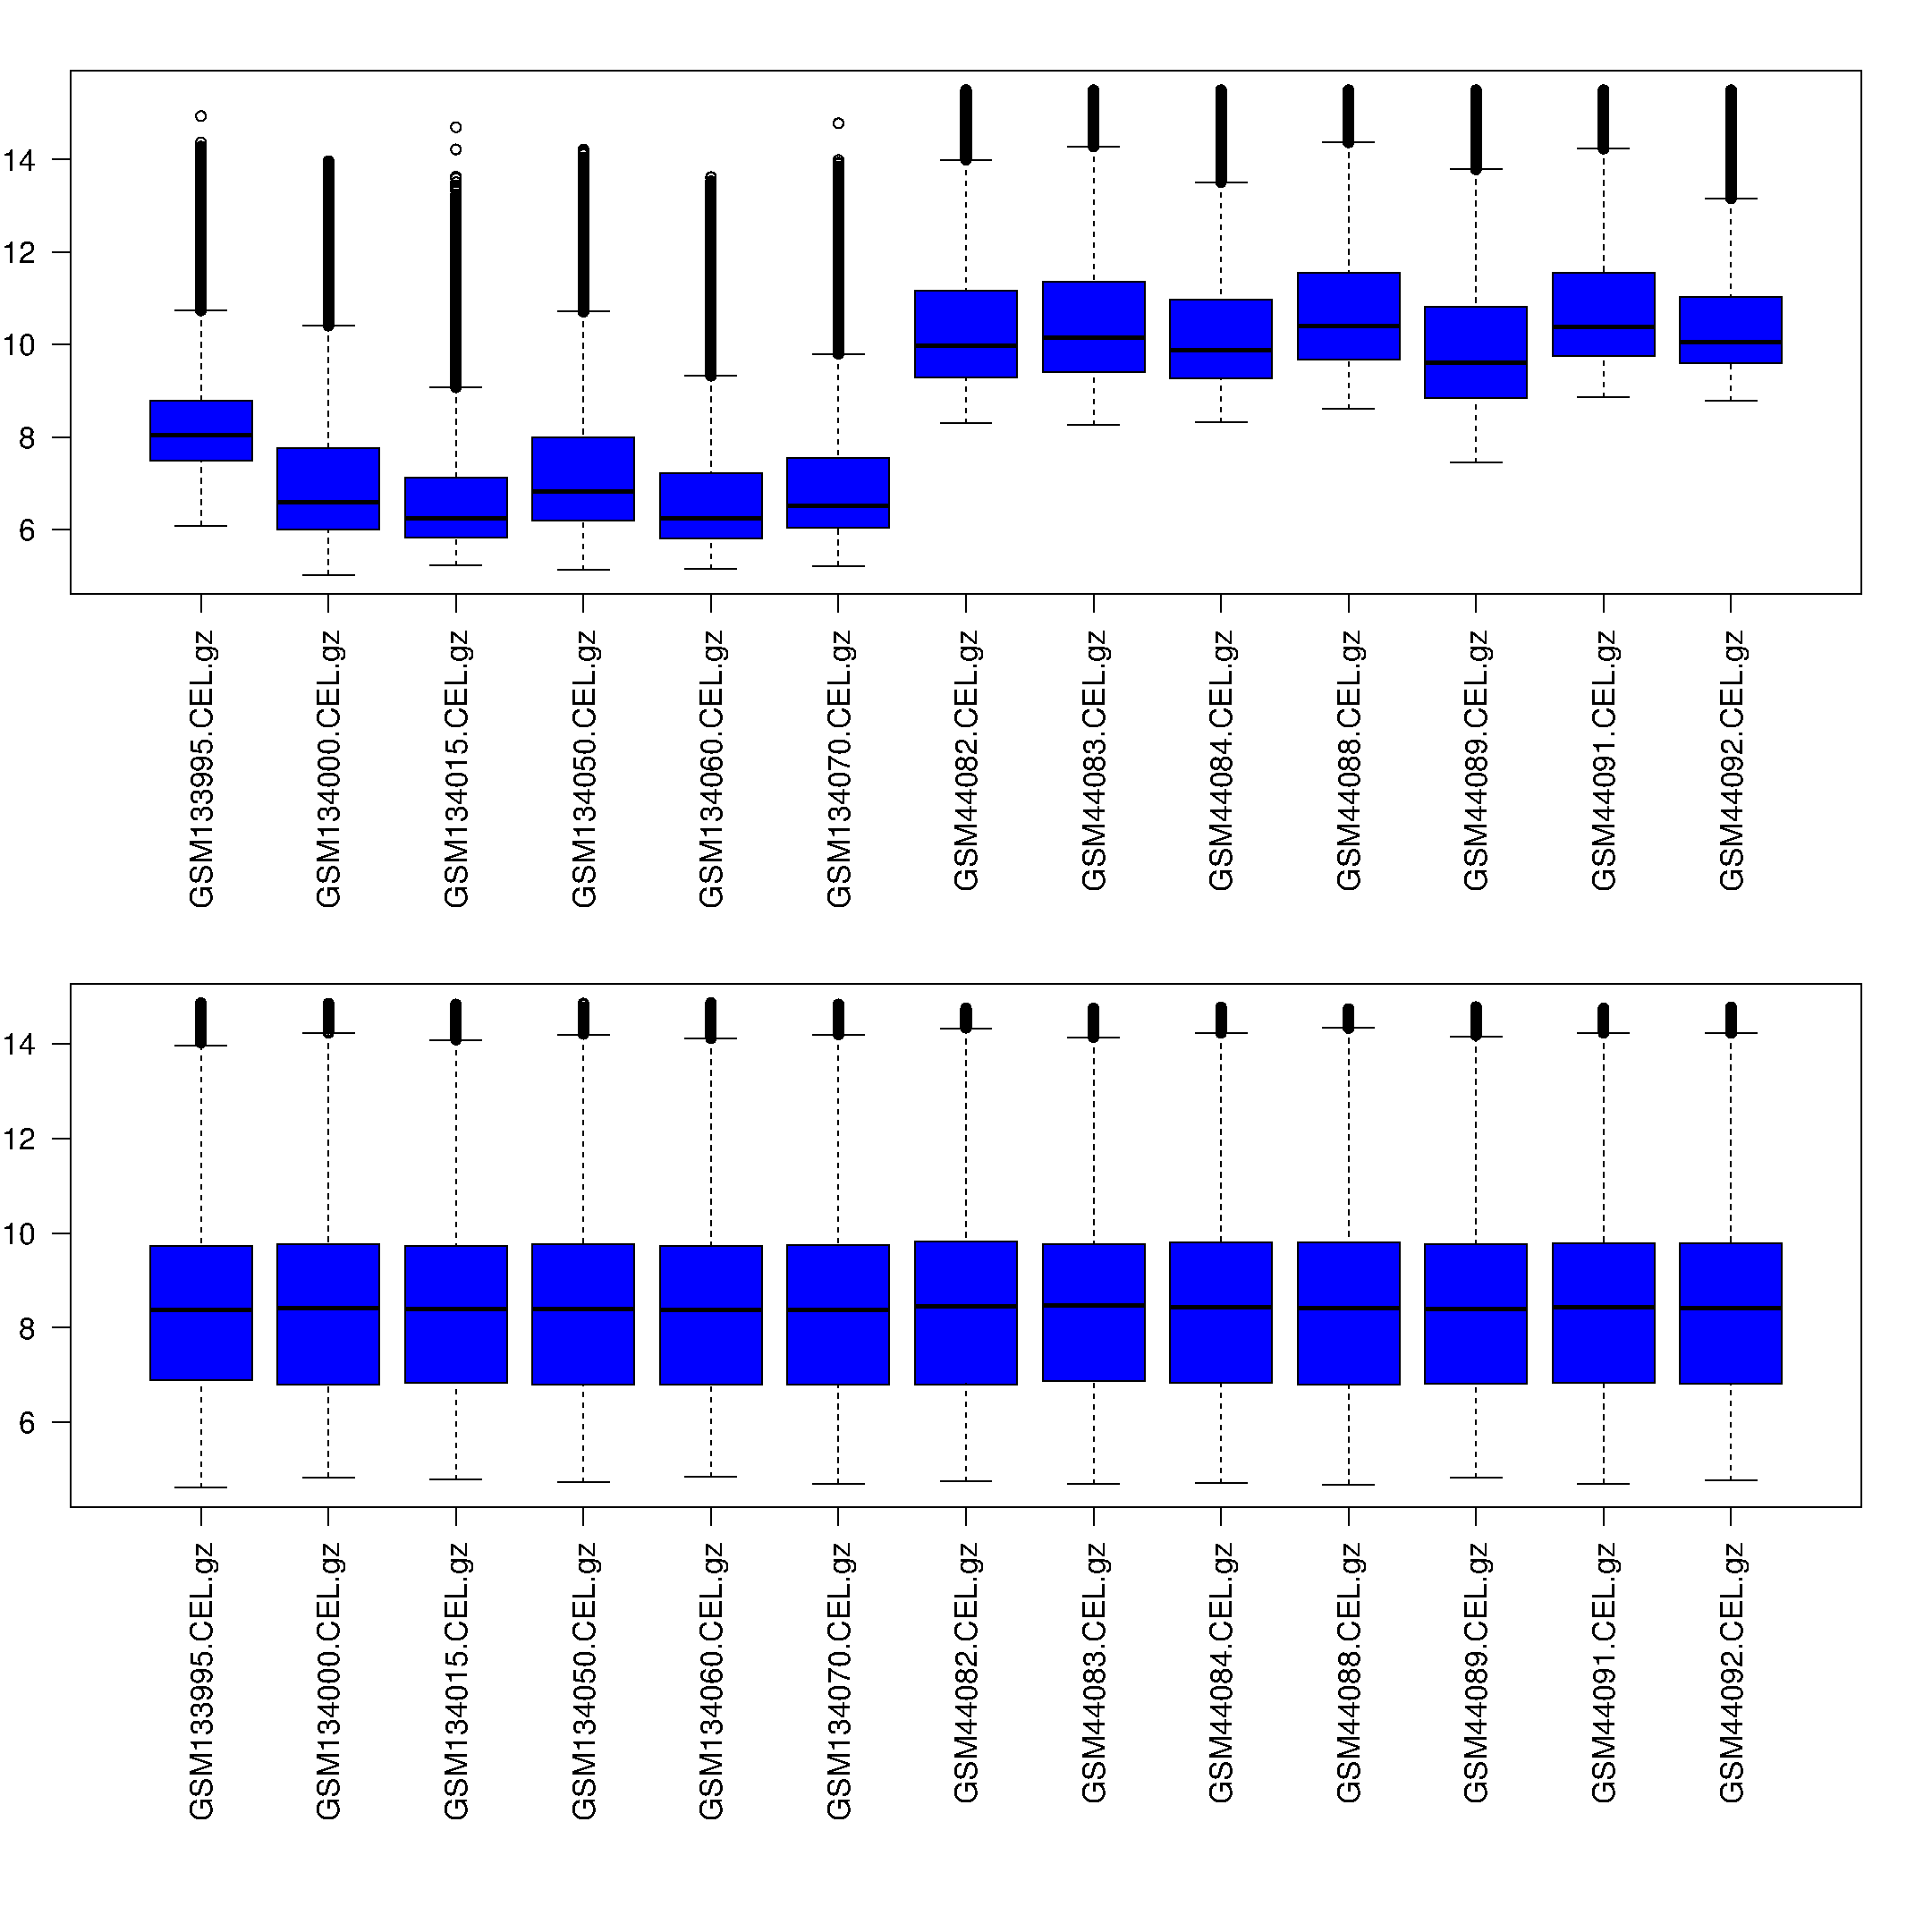 14
12
10
8
6
GSM133995.CEL.gz
GSM134000.CEL.gz
GSM134015.CEL.gz
GSM134050.CEL.gz
GSM134060.CEL.gz
GSM134070.CEL.gz
GSM44082.CEL.gz
GSM44083.CEL.gz
GSM44084.CEL.gz
GSM44088.CEL.gz
GSM44089.CEL.gz
GSM44091.CEL.gz
GSM44092.CEL.gz
14
12
10
8
6
GSM133995.CEL.gz
GSM134000.CEL.gz
GSM134015.CEL.gz
GSM134050.CEL.gz
GSM134060.CEL.gz
GSM134070.CEL.gz
GSM44082.CEL.gz
GSM44083.CEL.gz
GSM44084.CEL.gz
GSM44088.CEL.gz
GSM44089.CEL.gz
GSM44091.CEL.gz
GSM44092.CEL.gz